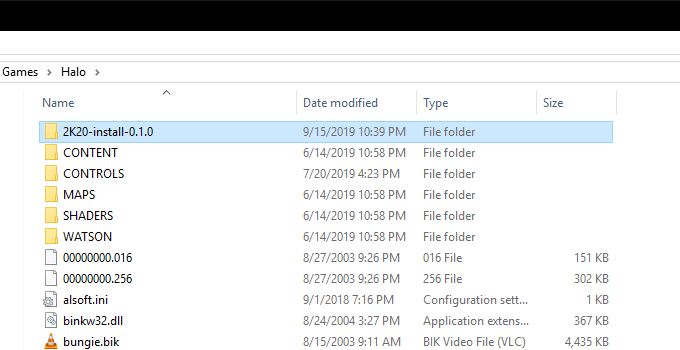 Games > Halo >
Name Date modified Type Size
2K20-install-0.1.0 9/15/2019 10:39 PM File folder
CONTENT 6/14/2019 10:58 PM File folder
CONTROLS 7/20/2019 4:23 PM File folder
MAPS 6/14/2019 10:58 PM File folder
SHADERS 6/14/2019 10:58 PM File folder
WATSON 6/14/2019 10:58 PM File folder
00000000.016 8/27/2003 9:26 PM 016 File 151 KB
00000000.256 8/27/2003 9:26 PM 256 File 302 KB
alsoft.ini 9/1/2018 7:16 PM Configuration sett... 1 KB
binkw32.dll 8/24/2004 3:27 PM Application extens... 367 KB
bungie.bik 8/15/2003 9:11 AM BIK Video File (VLC) 4,435 KB